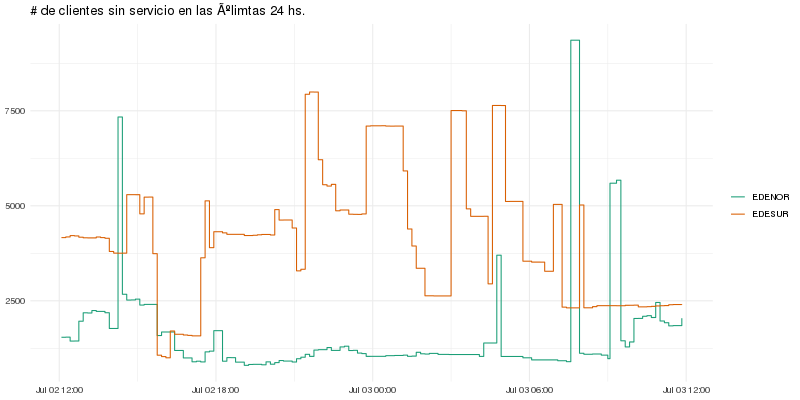 # de clientes sin servicio en las Ãºlimtas 24 hs.
7500
5000
2500
Jul 02 12:00
Jul 02 18:00
Jul 03 00:00
Jul 03 06:00
Jul 03 12:00
EDENOR
EDESUR